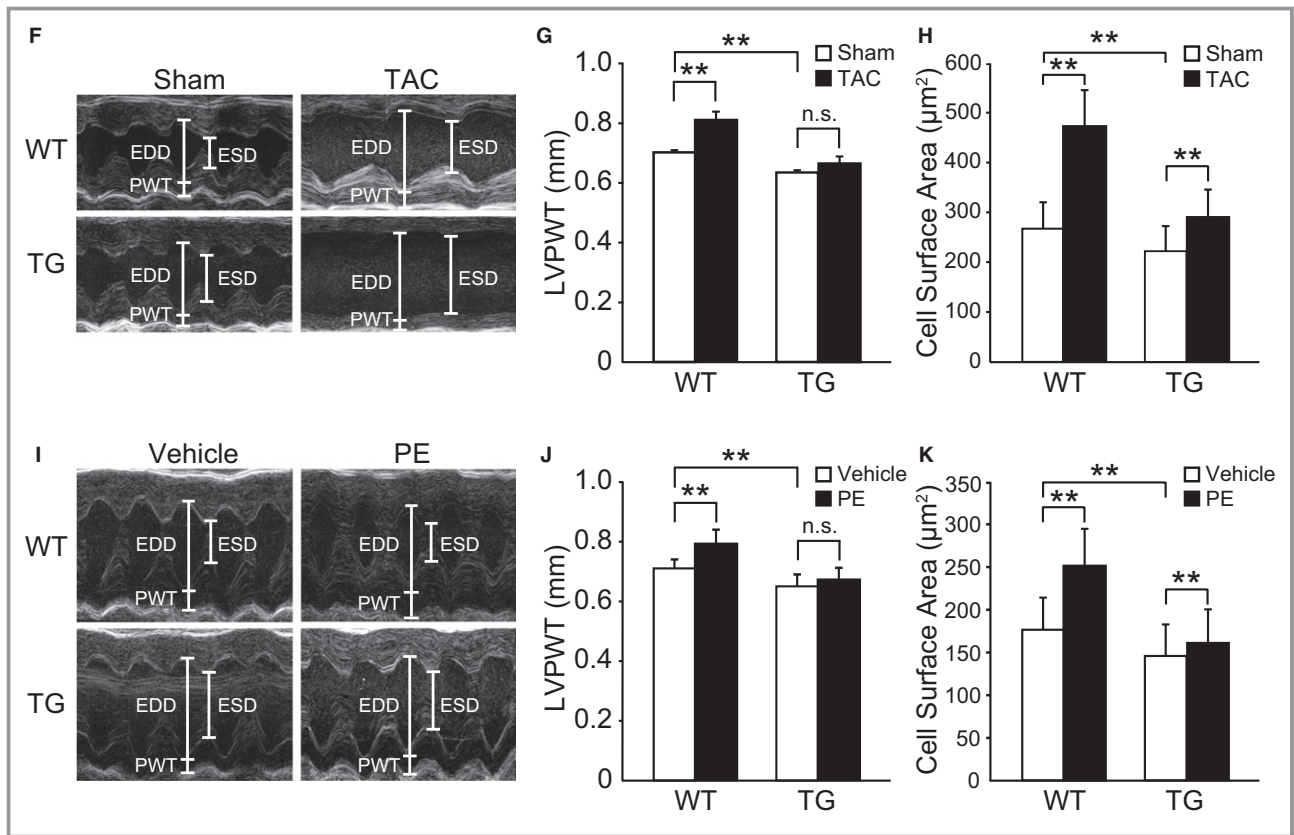 F
Sham TAC
WT
EDD ESD EDD ESD
PWT PWT
TG
EDD ESD EDD ESD
PWT PWT
G
** Sham
** TAC
n.s.
1.0
0.8
0.6
0.4
0.2
0
LVPWT (mm)
WT TG
H
** Sham
** TAC
**
600
500
400
300
200
100
0
Cell Surface Area (μm²)
WT TG
I
Vehicle PE
WT
EDD ESD EDD ESD
PWT PWT
TG
EDD ESD EDD ESD
PWT PWT
J
** Vehicle
** PE
n.s.
1.0
0.8
0.6
0.4
0.2
0
LVPWT (mm)
WT TG
K
** Vehicle
** PE
**
350
300
250
200
150
100
50
0
Cell Surface Area (μm²)
WT TG